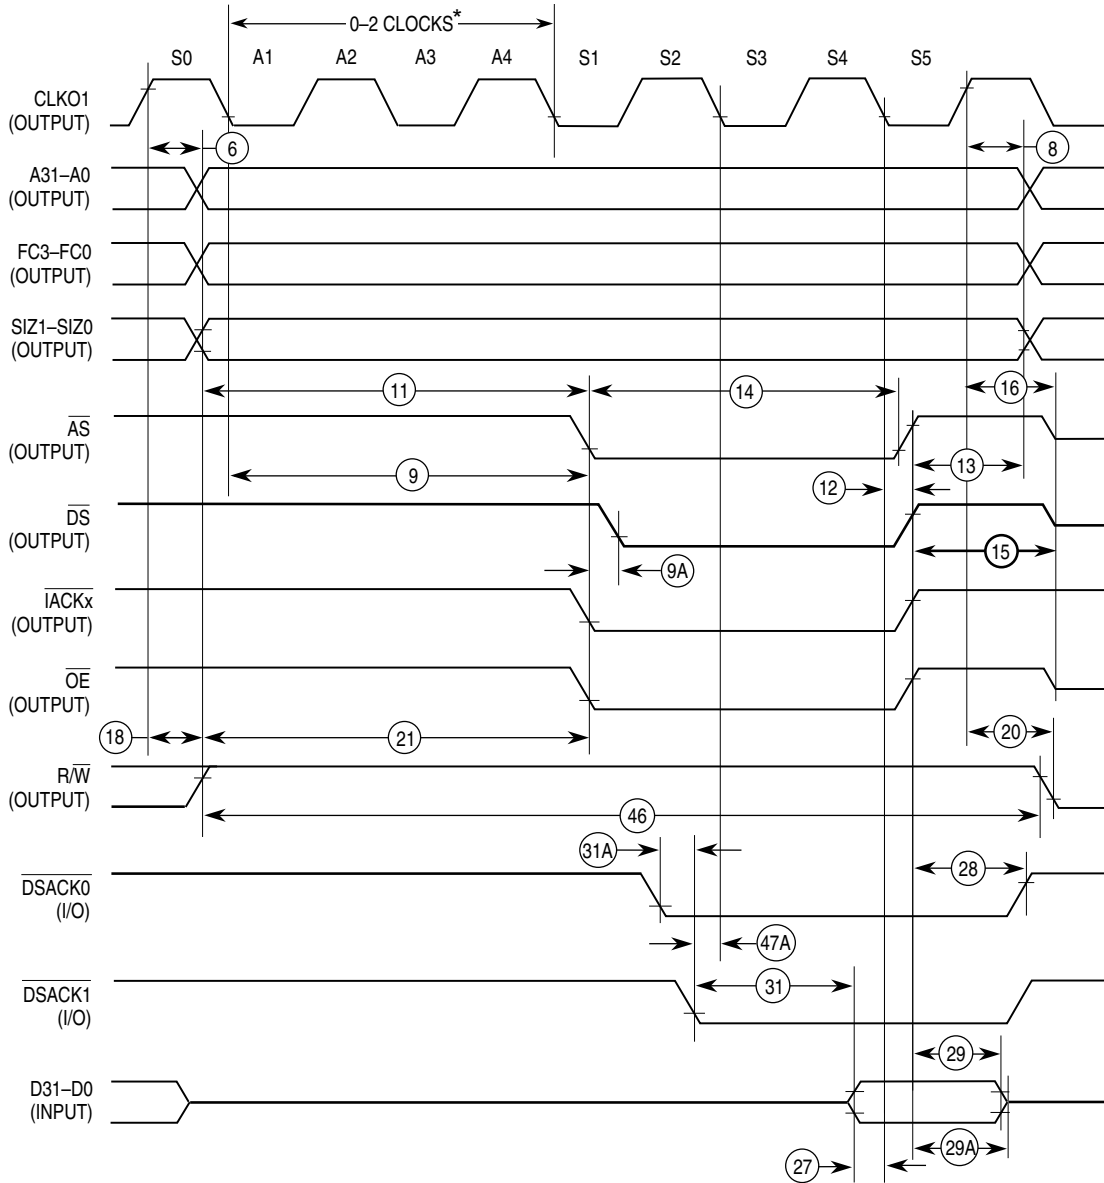 0–2 CLOCKS*
S0 A1 A2 A3 A4 S1 S2 S3 S4 S5
CLKO1
(OUTPUT)
6
8
A31–A0
(OUTPUT)
FC3–FC0
(OUTPUT)
SIZ1–SIZ0
(OUTPUT)
11
14
16
AS
(OUTPUT)
9
12
13
DS
(OUTPUT)
15
9A
IACKx
(OUTPUT)
OE
(OUTPUT)
18
21
20
R/W
(OUTPUT)
46
31A
28
DSACK0
(I/O)
47A
31
DSACK1
(I/O)
29
D31–D0
(INPUT)
29A
27